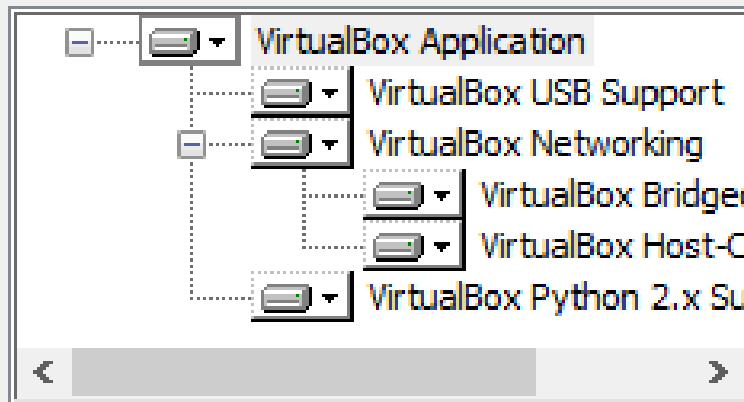 VirtualBox Application
VirtualBox USB Support
VirtualBox Networking
VirtualBox Bridged
VirtualBox Host-
VirtualBox Python 2.x